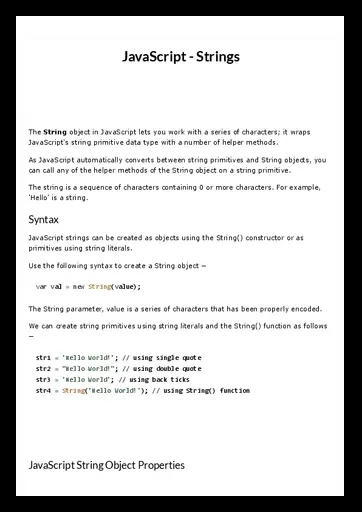 JavaScript - Strings
The String object in JavaScript lets you work with a series of characters; it wraps
JavaScript's string primitive data type with a number of helper methods.
As JavaScript automatically converts between string primitives and String objects, you
can call any of the helper methods of the String object on a string primitive.
The string is a sequence of characters containing 0 or more characters. For example,
'Hello' is a string.
Syntax
JavaScript strings can be created as objects using the String() constructor or as
primitives using string literals.
Use the following syntax to create a String object −
var val = new String(value);
The String parameter, value is a series of characters that has been properly encoded.
We can create string primitives using string literals and the String() function as follows
−
str1 = 'Hello World!'; // using single quote
str2 = "Hello World!"; // using double quote
str3 = 'Hello World'; // using back ticks
str4 = String('Hello World!'); // using String() function
JavaScript String Object Properties